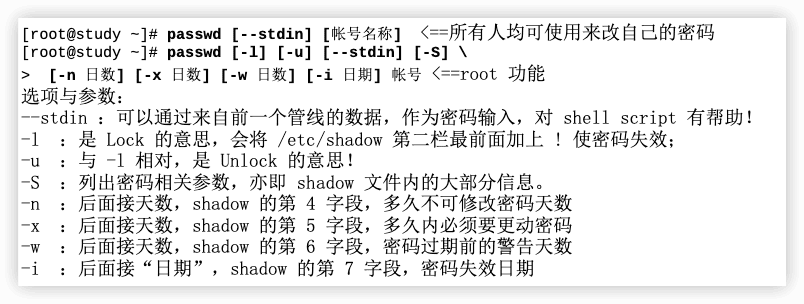 [root@study ~]# passwd [--stdin] [帐号名称]  <==所有人均可使用来改自己的密码
[root@study ~]# passwd [-l] [-u] [--stdin] [-S] \
>  [-n 日数] [-x 日数] [-w 日数] [-i 日期] 帐号 <==root 功能
选项与参数：
--stdin ：可以通过来自前一个管线的数据，作为密码输入，对 shell script 有帮助！
-l  ：是 Lock 的意思，会将 /etc/shadow 第二栏最前面加上 ! 使密码失效；
-u  ：与 -l 相对，是 Unlock 的意思！
-S  ：列出密码相关参数，亦即 shadow 文件内的大部分信息。
-n  ：后面接天数，shadow 的第 4 字段，多久不可修改密码天数
-x  ：后面接天数，shadow 的第 5 字段，多久内必须要更动密码
-w  ：后面接天数，shadow 的第 6 字段，密码过期前的警告天数
-i  ：后面接“日期”，shadow 的第 7 字段，密码失效日期